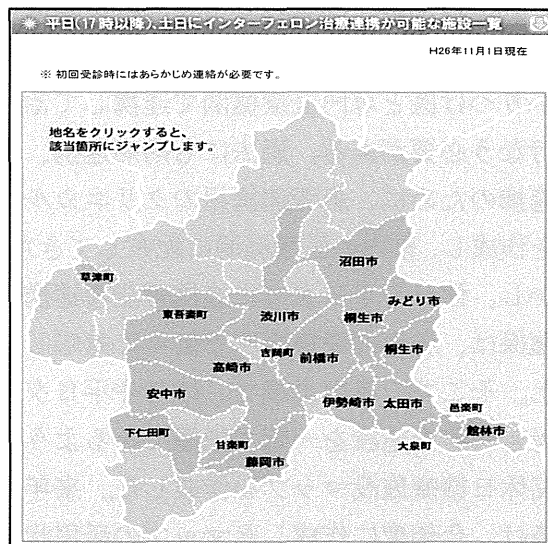 平日(17時以降)、土日にインターフェロン治療連携が可能な施設一覧
H26年11月1日現在
※ 初回受診時にはあらかじめ連絡が必要です。
地名をクリックすると、
該当箇所にジャンプします。
沼田市
草津町
みどり市
東吾妻町
渋川市
桐生市
吉岡町
前橋市
桐生市
高崎市
安中市
伊勢崎市
太田市
邑楽町
下仁田町
甘楽町
大泉町
館林市
藤岡市